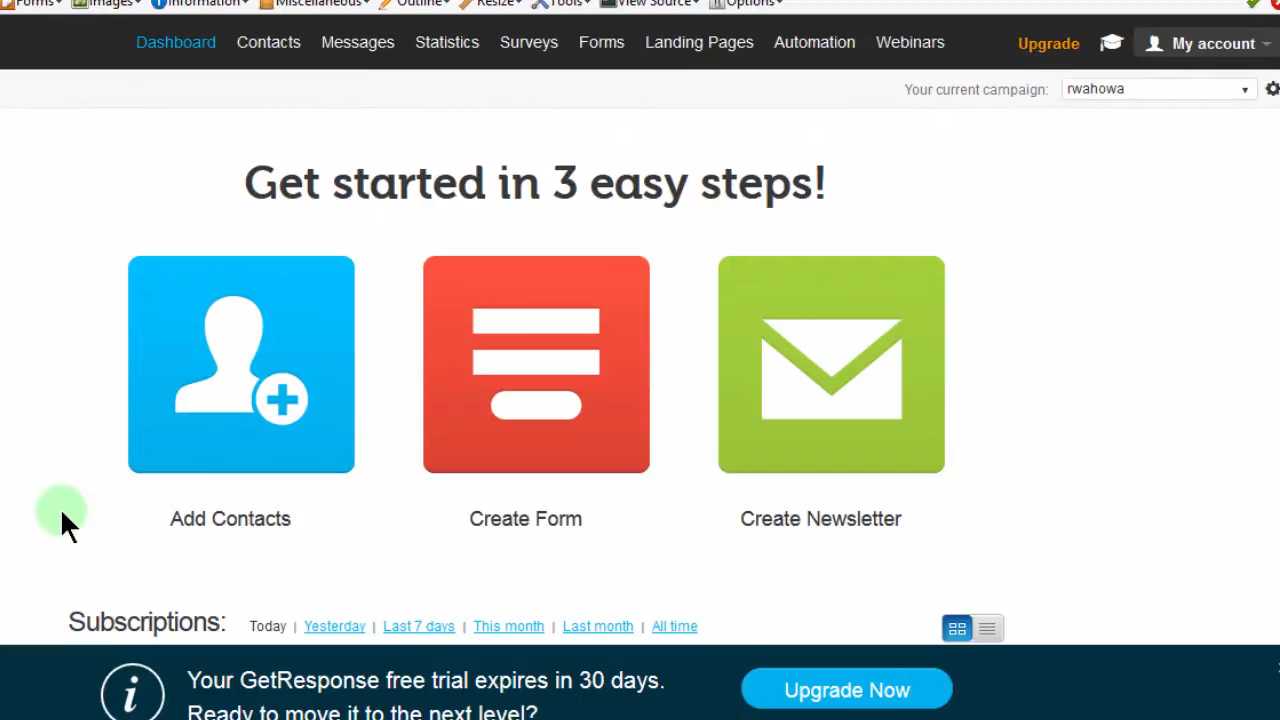 Forms Images Information Miscellaneous Outline Resize Tools View Source Options
Dashboard Contacts Messages Statistics Surveys Forms Landing Pages Automation Webinars Upgrade My account
Your current campaign: rwahowa
Get started in 3 easy steps!
Add Contacts Create Form Create Newsletter
Subscriptions: Today | Yesterday | Last 7 days | This month | Last month | All time
Your GetResponse free trial expires in 30 days.
Ready to move it to the next level?
Upgrade Now